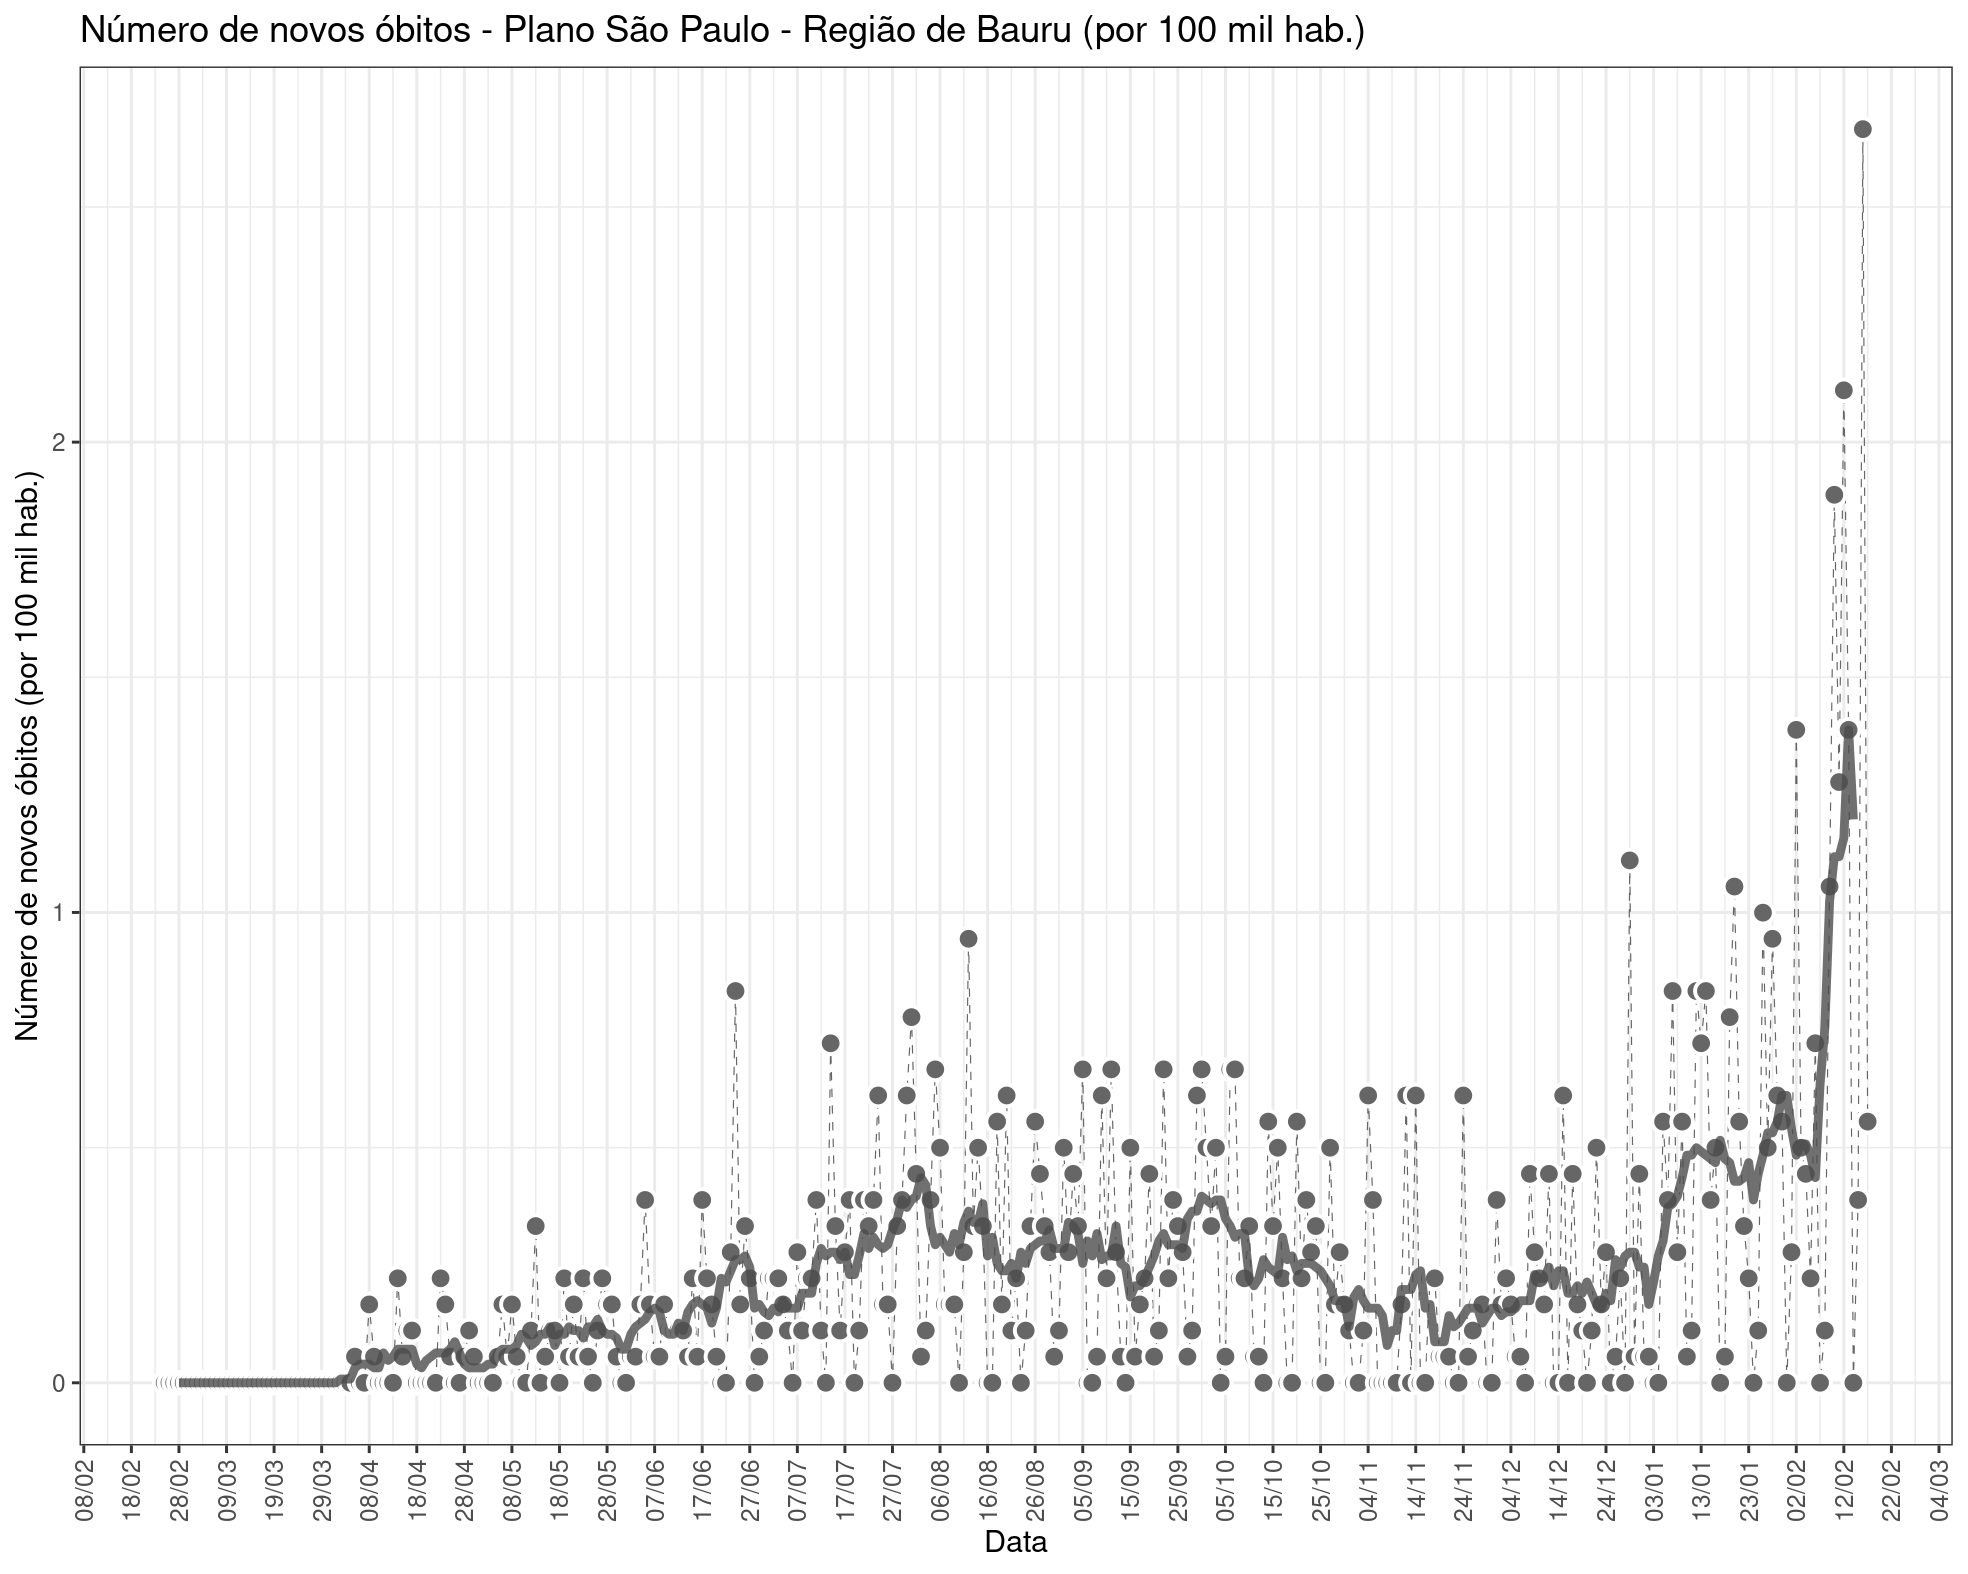 Número de novos óbitos - Plano São Paulo - Região de Bauru (por 100 mil hab.)
Número de novos óbitos (por 100 mil hab.)
2
1
0
08/02 18/02 28/02 09/03 19/03 29/03 08/04 18/04 28/04 08/05 18/05 28/05 07/06 17/06 27/06 07/07 17/07 27/07 06/08 16/08 26/08 05/09 15/09 25/09 05/10 15/10 25/10 04/11 14/11 24/11 04/12 14/12 24/12 03/01 13/01 23/01 02/02 12/02 22/02 04/03
Data